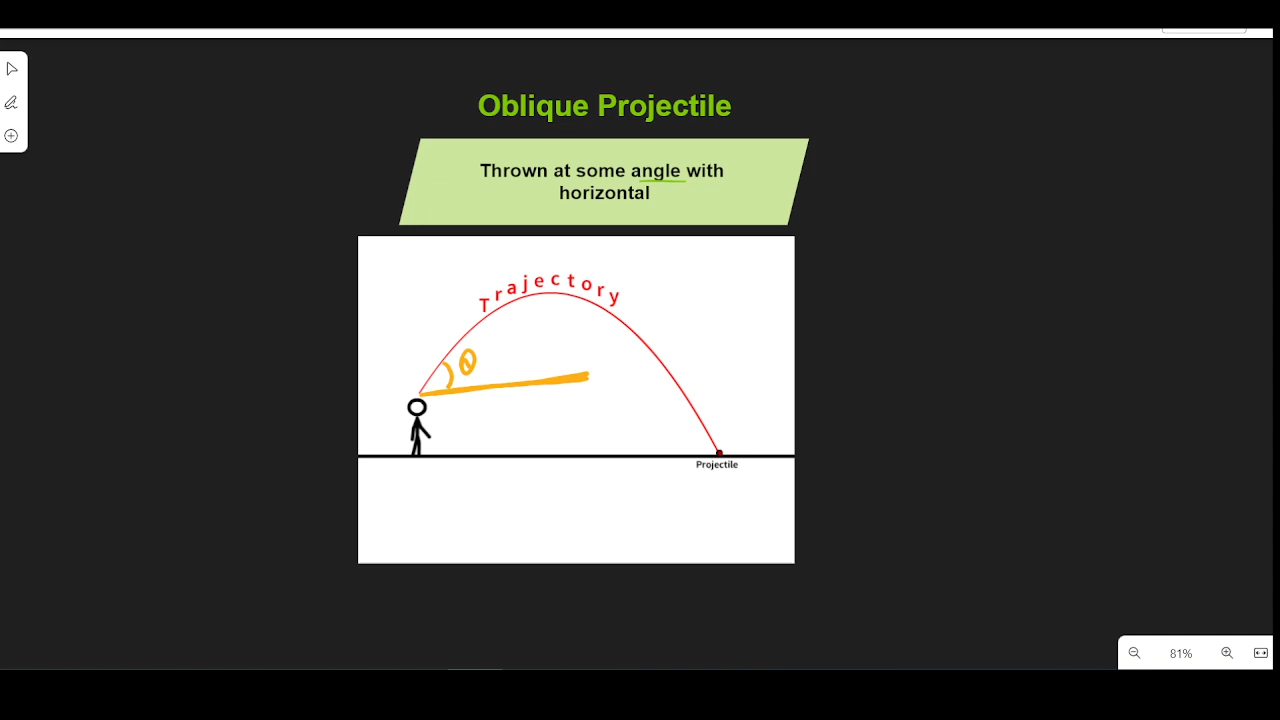 Oblique Projectile
Thrown at some angle with
horizontal
Trajectory
θ
Projectile
81%